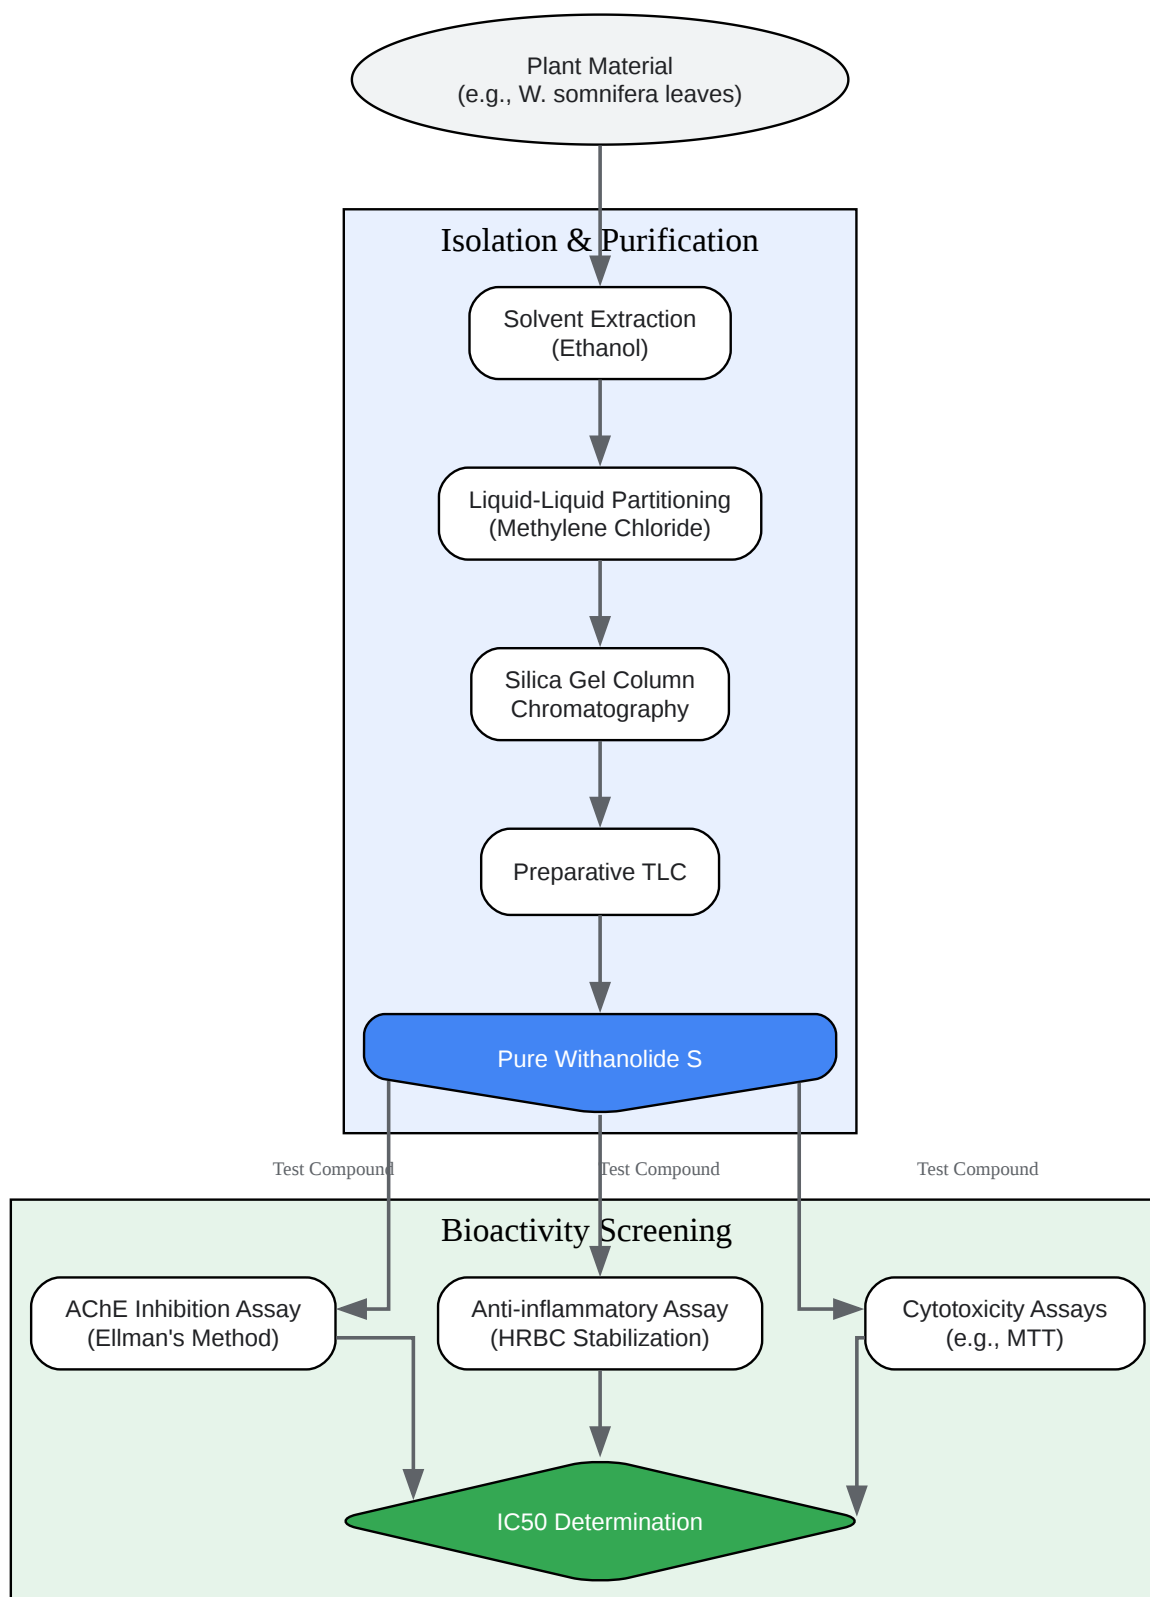 Plant Material
(e.g., W. somnifera leaves)
Isolation & Purification
Solvent Extraction
(Ethanol)
Liquid-Liquid Partitioning
(Methylene Chloride)
Silica Gel Column
Chromatography
Preparative TLC
Pure Withanolide S
Test Compound
Test Compound
Test Compound
Bioactivity Screening
AChE Inhibition Assay
(Ellman's Method)
Anti-inflammatory Assay
(HRBC Stabilization)
Cytotoxicity Assays
(e.g., MTT)
IC50 Determination